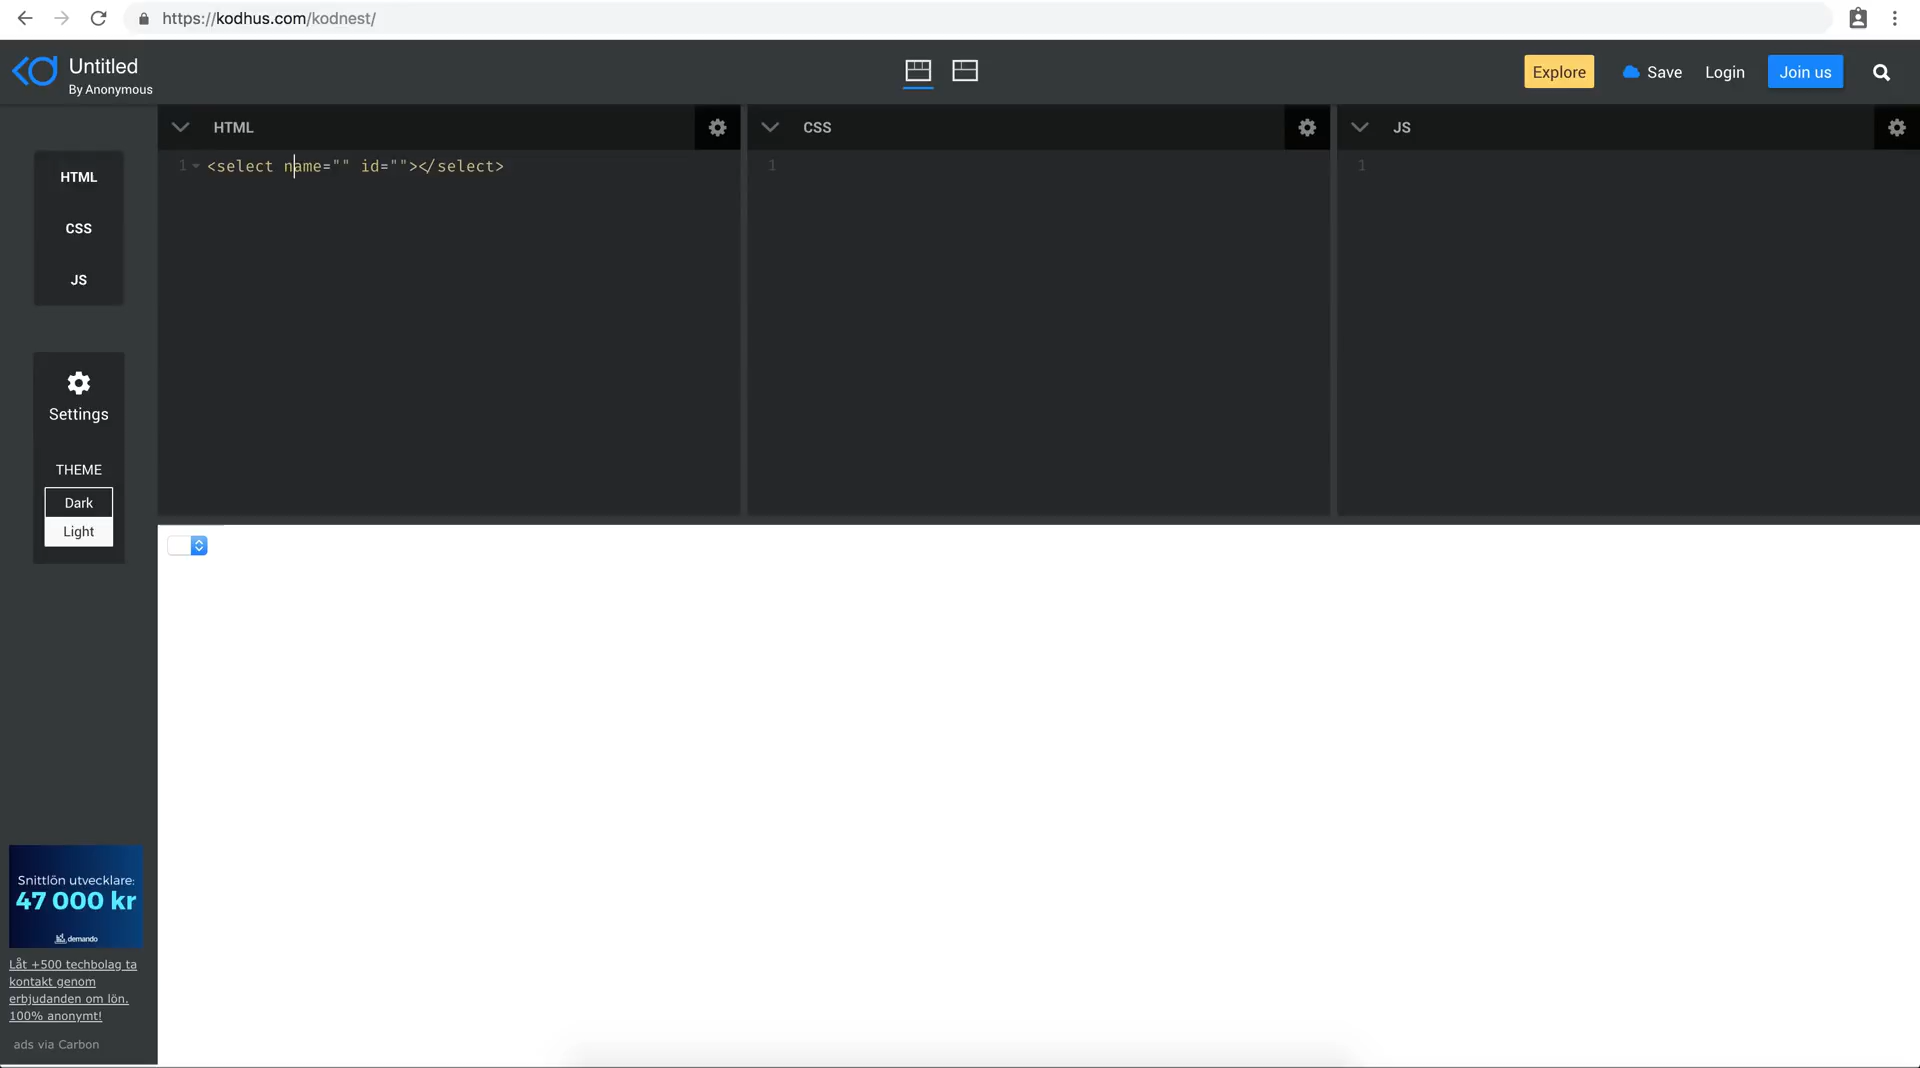 https://kodhus.com/kodnest/
Untitled
By Anonymous
Explore
Save
Login
Join us
HTML
CSS
JS
HTML
1 <select name="" id=""></select>
CSS
1
JS
1
Settings
THEME
Dark
Light
Snittlön utvecklare:
47 000 kr
demando
Låt +500 techbolag ta
kontakt genom
erbjudanden om lön.
100% anonymt!
ads via Carbon